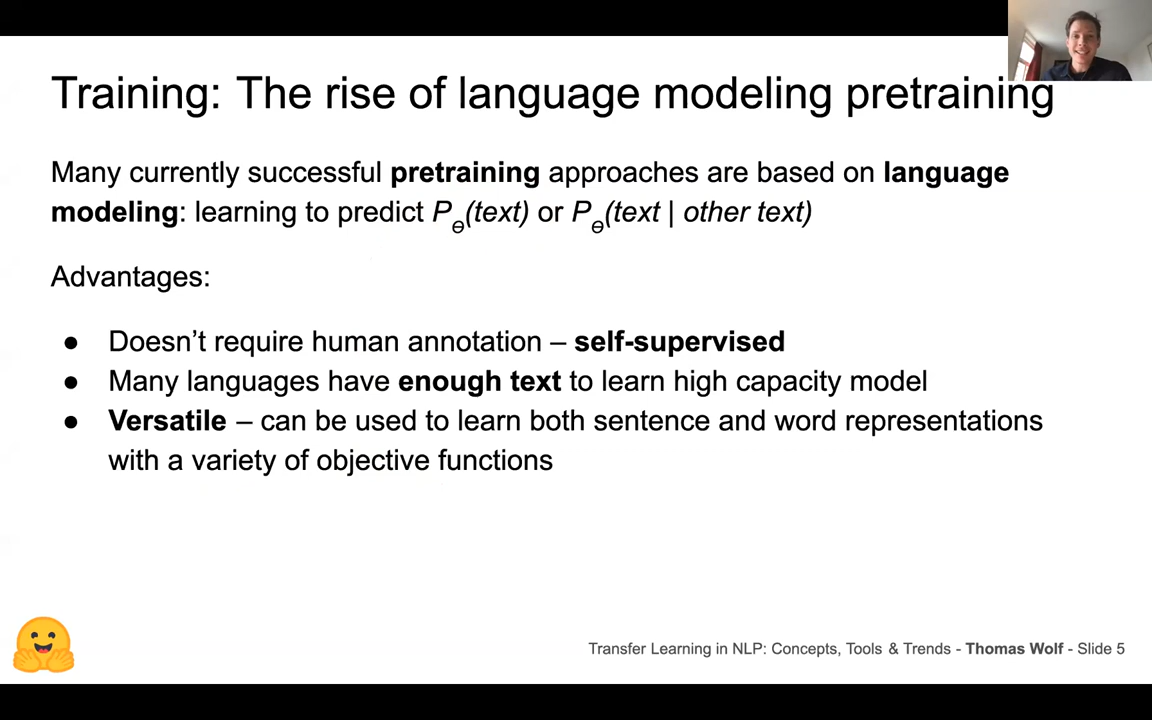 Training: The rise of language modeling pretraining
Many currently successful pretraining approaches are based on language
modeling: learning to predict Pɵ(text) or Pɵ(text | other text)
Advantages:
● Doesn’t require human annotation – self-supervised
● Many languages have enough text to learn high capacity model
● Versatile – can be used to learn both sentence and word representations
with a variety of objective functions
Transfer Learning in NLP: Concepts, Tools & Trends - Thomas Wolf - Slide 5